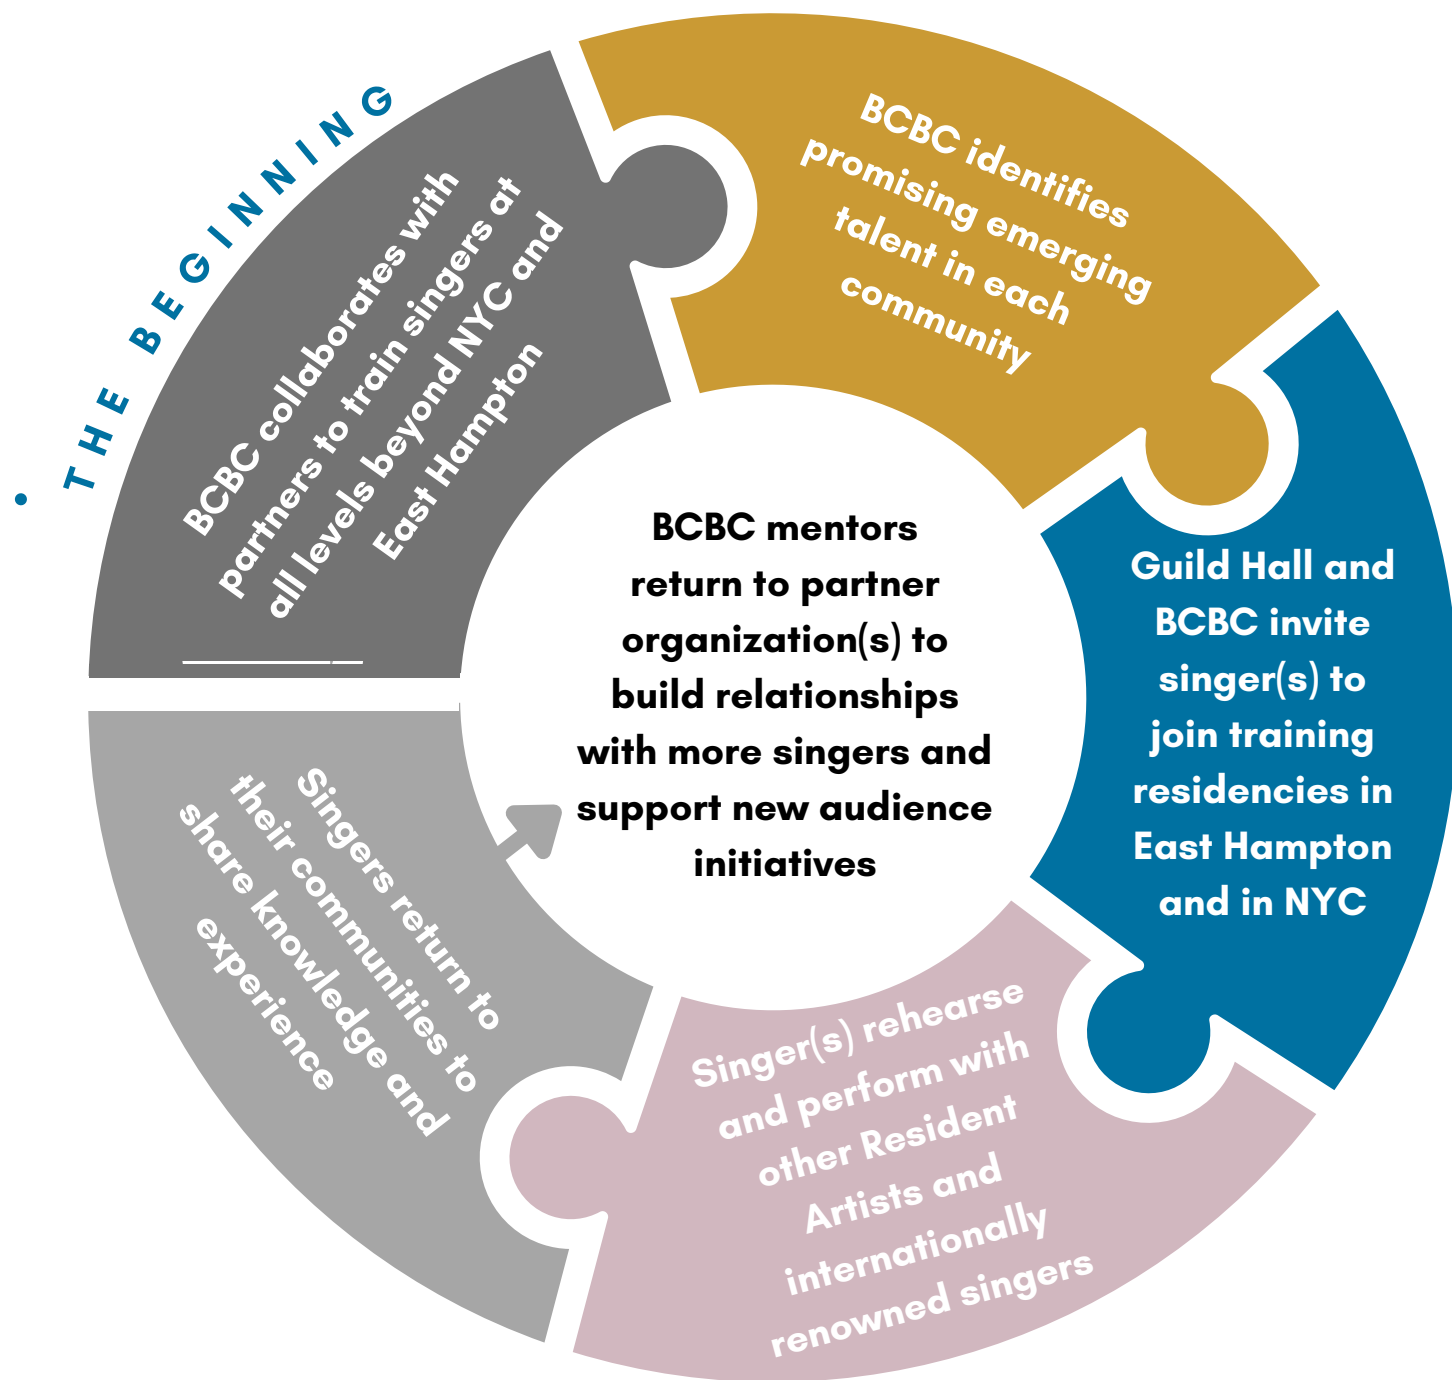 THE BEGINNING
BCBC collaborates with
partners to train singers at
all levels beyond NYC and
East Hampton
BCBC identifies
promising emerging
talent in each
community
Guild Hall and
BCBC invite
singer(s) to
join training
residencies in
East Hampton
and in NYC
Singer(s) rehearse
and perform with
other Resident
Artists and
internationally
renowned singers
Singers return to
their communities to
share knowledge and
experience
BCBC mentors
return to partner
organization(s) to
build relationships
with more singers and
support new audience
initiatives